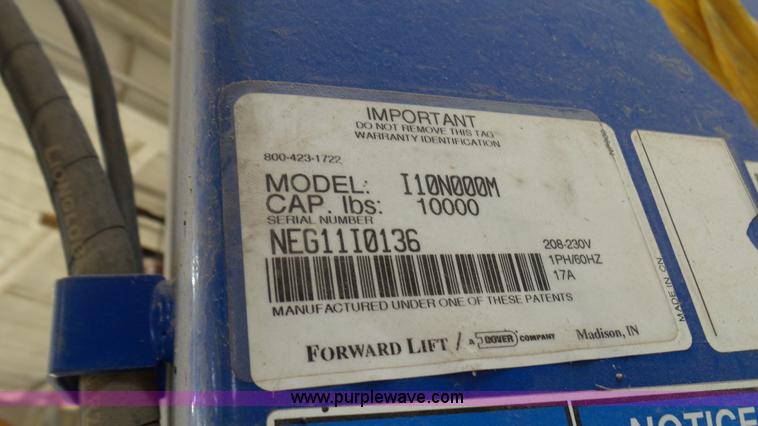 IMPORTANT
DO NOT REMOVE THIS TAG
WARRANTY IDENTIFICATION
800-423-1722
MODEL: I10N000M
CAP. lbs: 10000
SERIAL NUMBER
NEG11I0136
208-230V
1PH/60HZ
17A
MANUFACTURED UNDER ONE OF THESE PATENTS
FORWARD LIFT / A DOVER COMPANY Madison, IN
MADE IN CN
www.purplewave.com
NOTICE